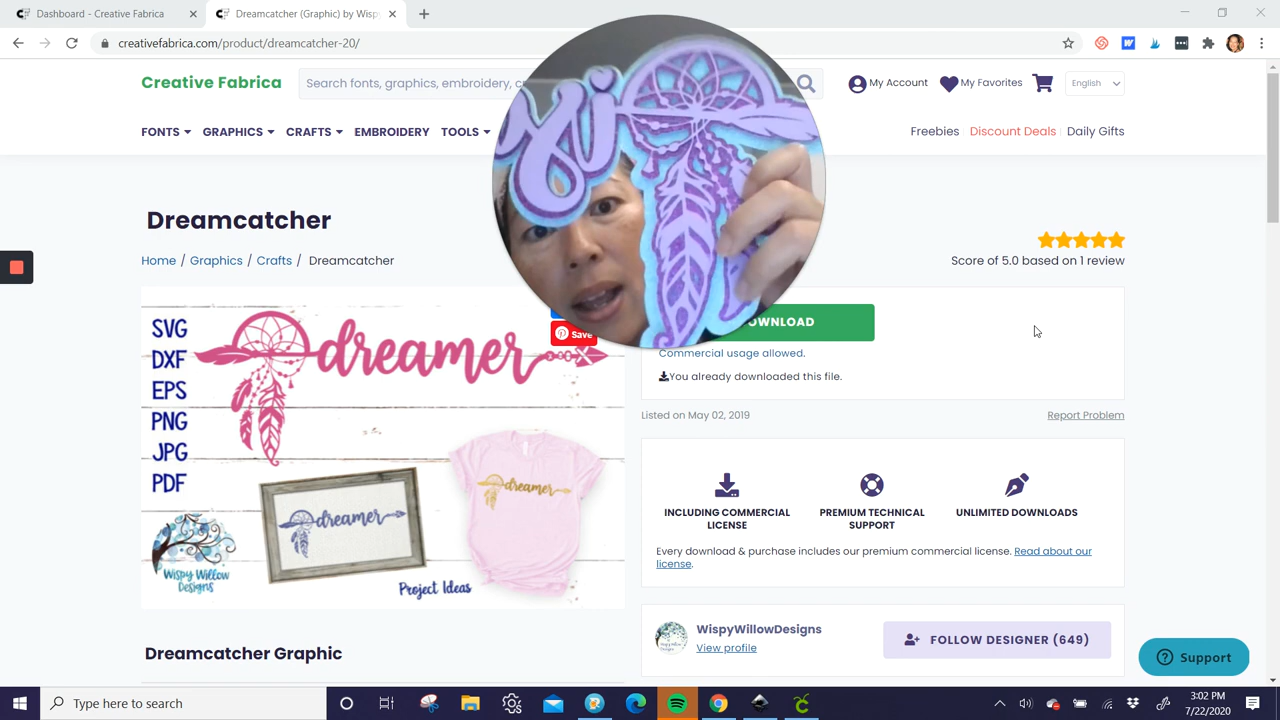 Dashboard - Creative Fabrica
Dreamcatcher (Graphic) by Wisp
creativefabrica.com/product/dreamcatcher-20/
Creative Fabrica
Search fonts, graphics, embroidery, cr
My Account
My Favorites
English
FONTS
GRAPHICS
CRAFTS
EMBROIDERY
TOOLS
Freebies
Discount Deals
Daily Gifts
Dreamcatcher
Home / Graphics / Crafts / Dreamcatcher
Score of 5.0 based on 1 review
SVG
DXF
EPS
PNG
JPG
PDF
dreamer
dreamer
dreamer
Wispy Willow
Designs
Project Ideas
Save
OWNLOAD
Commercial usage allowed.
You already downloaded this file.
Listed on May 02, 2019
Report Problem
INCLUDING COMMERCIAL
LICENSE
PREMIUM TECHNICAL
SUPPORT
UNLIMITED DOWNLOADS
Every download & purchase includes our premium commercial license. Read about our
license.
WispyWillowDesigns
View profile
FOLLOW DESIGNER (649)
Dreamcatcher Graphic
Support
Type here to search
3:02 PM
7/22/2020